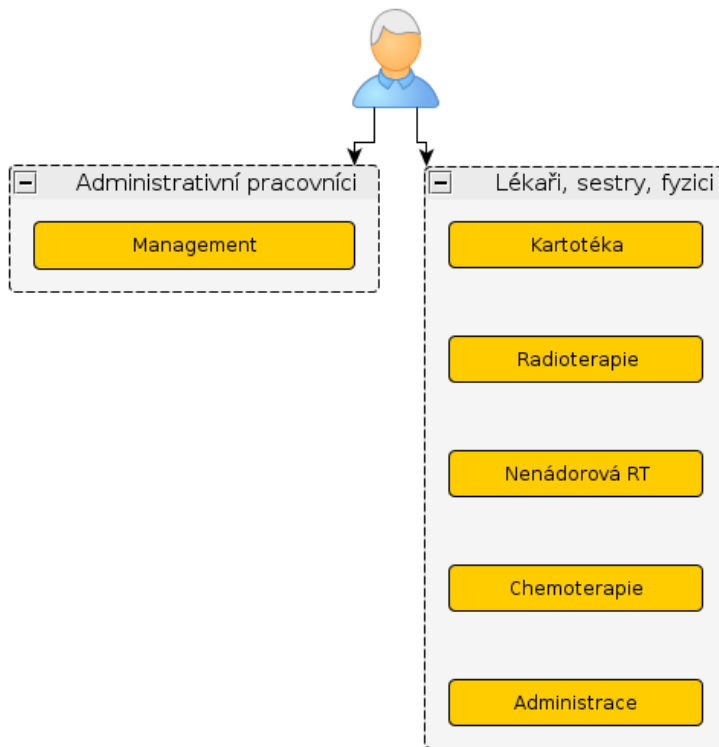 Administrativní pracovníci
Management
Lékaři, sestry, fyzici
Kartotéka
Radioterapie
Nenádorová RT
Chemoterapie
Administrace